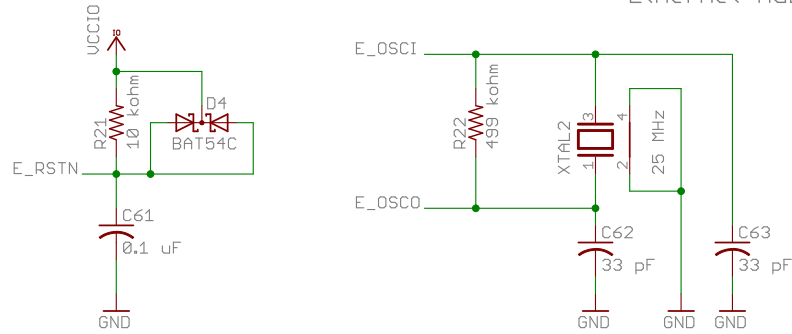 VCCIO
IO
R21
10 kohm
D4
BAT54C
E_RSTN
C61
0.1 uF
GND
E_OSCI
R22
499 kohm
XTAL2
3
1
4
2
25 MHz
E_OSCO
C62
33 pF
C63
33 pF
GND
GND
GND